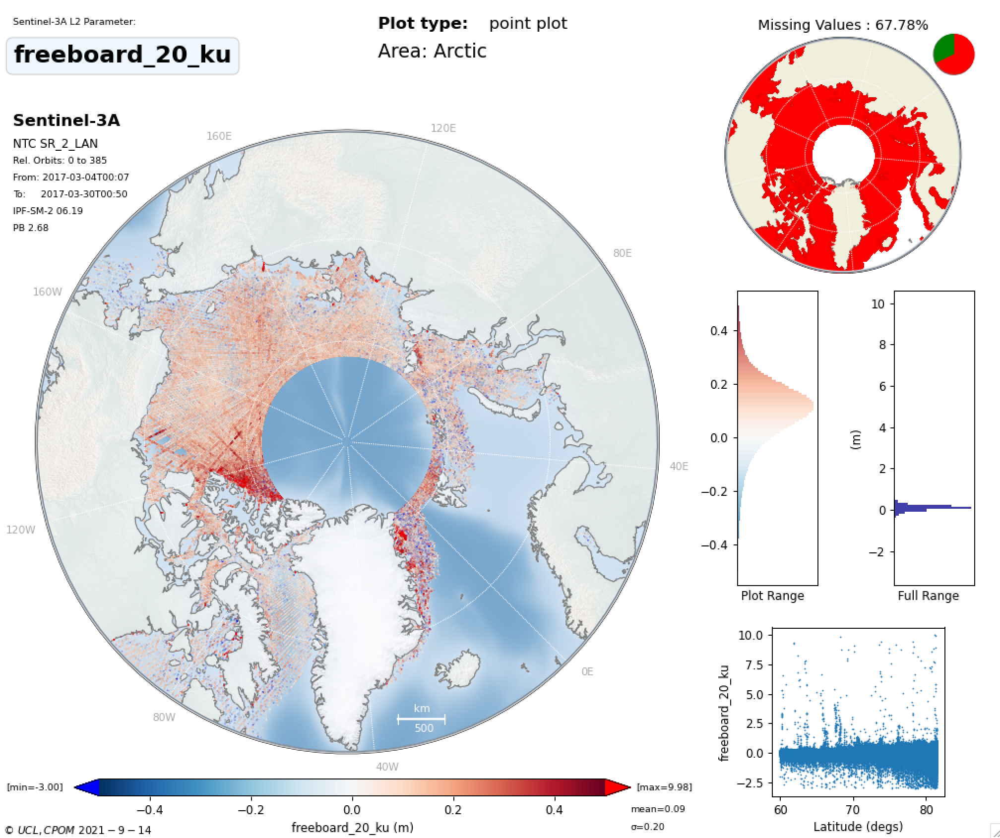 Sentinel-3A L2 Parameter:
freeboard_20_ku
Plot type: point plot
Area: Arctic
Missing Values : 67.78%
Sentinel-3A
NTC SR_2_LAN
Rel. Orbits: 0 to 385
From: 2017-03-04T00:07
To: 2017-03-30T00:50
IPF-SM-2 06.19
PB 2.68
160E
120E
80E
160W
40E
120W
0E
80W
40W
km
500
0.4
0.2
0.0
−0.2
−0.4
Plot Range
10
8
6
4
2
0
−2
(m)
Full Range
10.0
7.5
5.0
2.5
0.0
−2.5
freeboard_20_ku
60
70
80
Latitude (degs)
[min=-3.00]
[max=9.98]
−0.4
−0.2
0.0
0.2
0.4
mean=0.09
σ=0.20
freeboard_20_ku (m)
© UCL, CPOM 2021 − 9 − 14